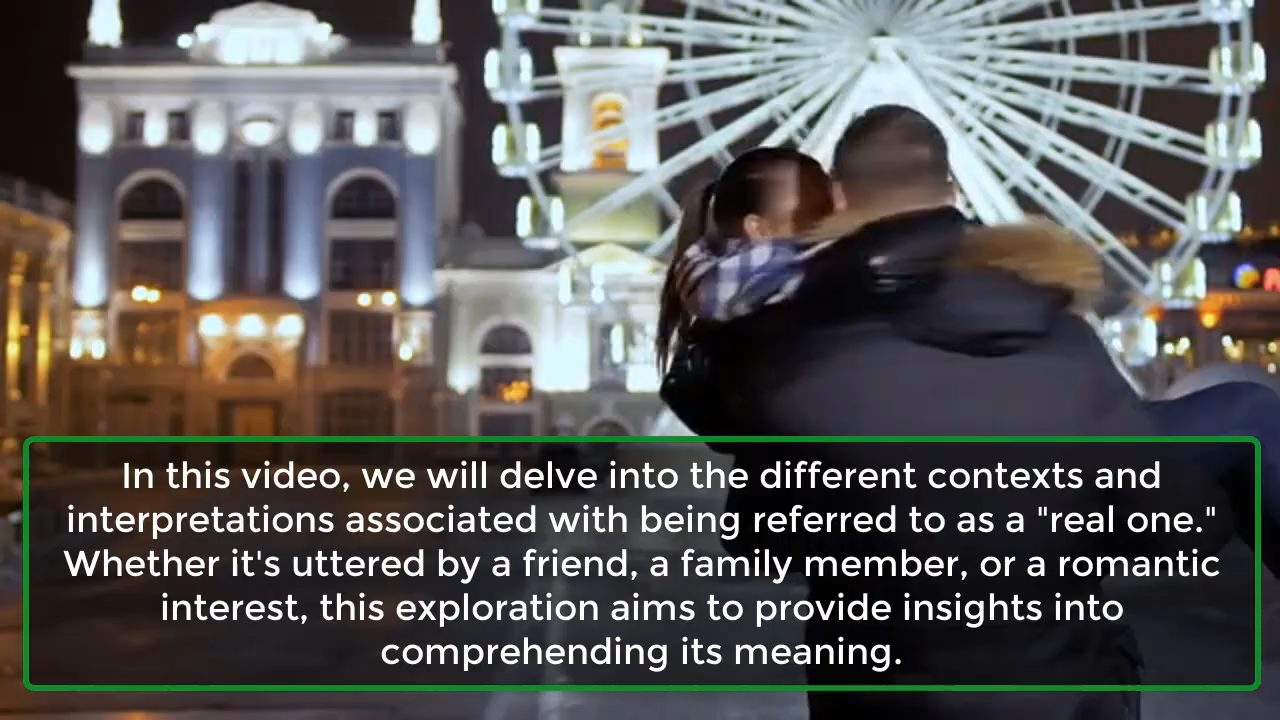 In this video, we will delve into the different contexts and
interpretations associated with being referred to as a "real one."
Whether it's uttered by a friend, a family member, or a romantic
interest, this exploration aims to provide insights into
comprehending its meaning.